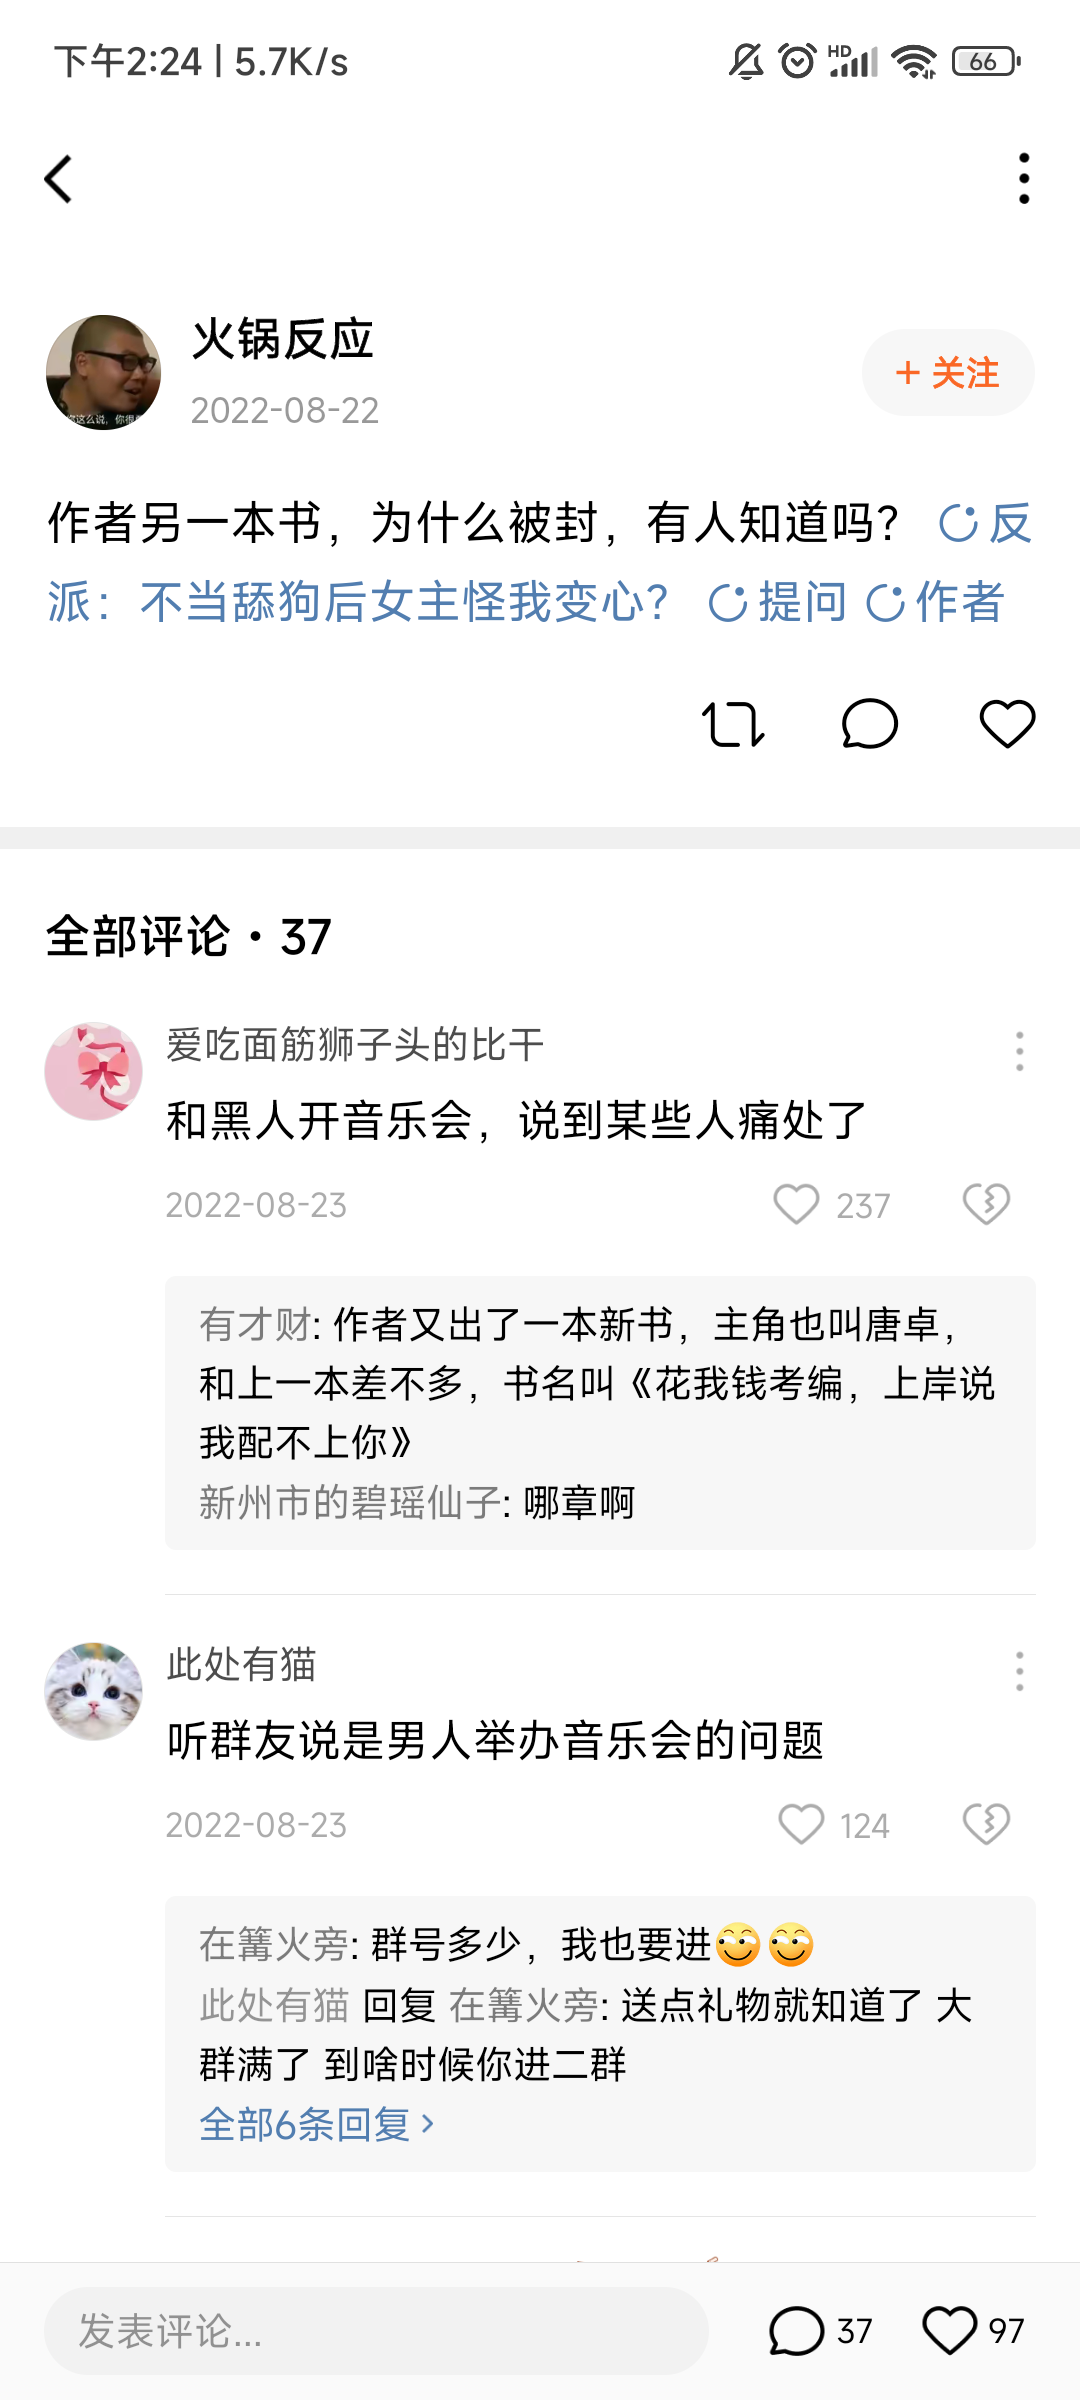 下午2:24 | 5.7K/s
HD
66
火锅反应
2022-08-22
+ 关注
作者另一本书，为什么被封，有人知道吗？ 反
派：不当舔狗后女主怪我变心？ 提问 作者
全部评论·37
爱吃面筋狮子头的比干
和黑人开音乐会，说到某些人痛处了
2022-08-23
237
有才财: 作者又出了一本新书，主角也叫唐卓，
和上一本差不多，书名叫《花我钱考编，上岸说
我配不上你》
新州市的碧瑶仙子: 哪章啊
此处有猫
听群友说是男人举办音乐会的问题
2022-08-23
124
在篝火旁: 群号多少，我也要进
此处有猫 回复 在篝火旁: 送点礼物就知道了 大
群满了 到啥时候你进二群
全部6条回复 >
发表评论...
37
97